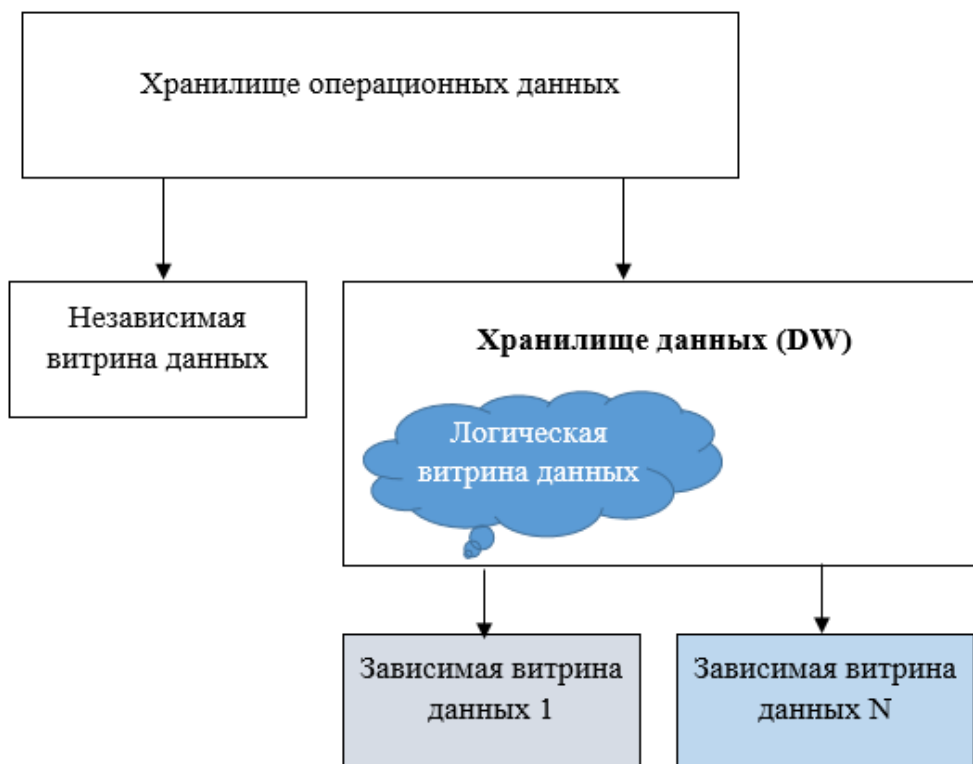 Хранилище операционных данных
Независимая
витрина данных
Хранилище данных (DW)
Логическая
витрина данных
Зависимая витрина
данных 1
Зависимая витрина
данных N